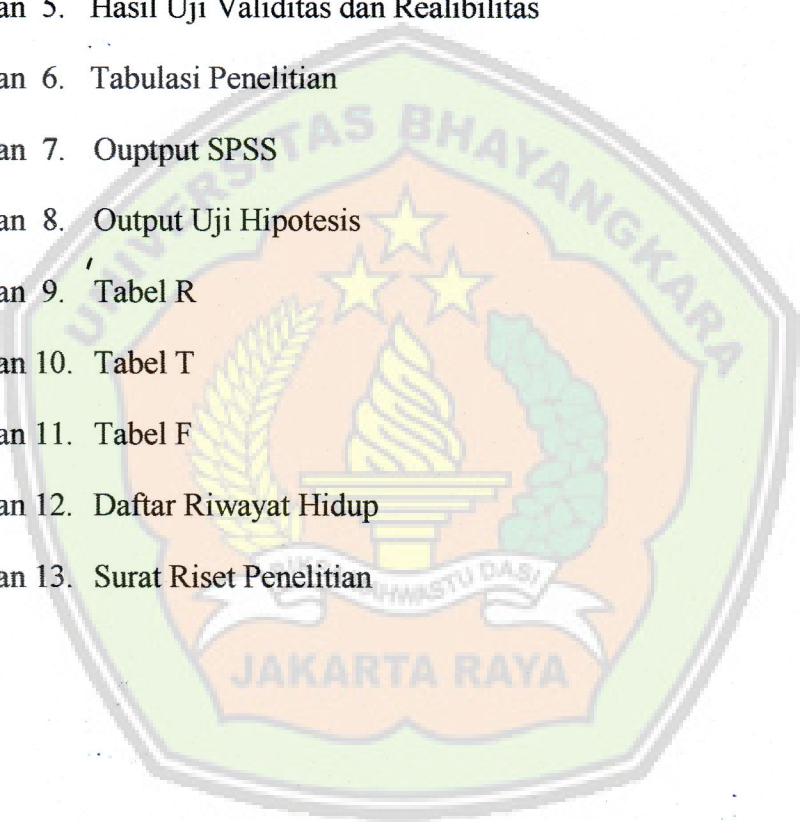 an 5. Hasil Uji Validitas dan Realibilitas
an 6. Tabulasi Penelitian
an 7. Ouptput SPSS
an 8. Output Uji Hipotesis
an 9. Tabel R
an 10. Tabel T
an 11. Tabel F
an 12. Daftar Riwayat Hidup
an 13. Surat Riset Penelitian
UNIVERSITAS BHAYANGKARA
DASI
JAKARTA RAYA